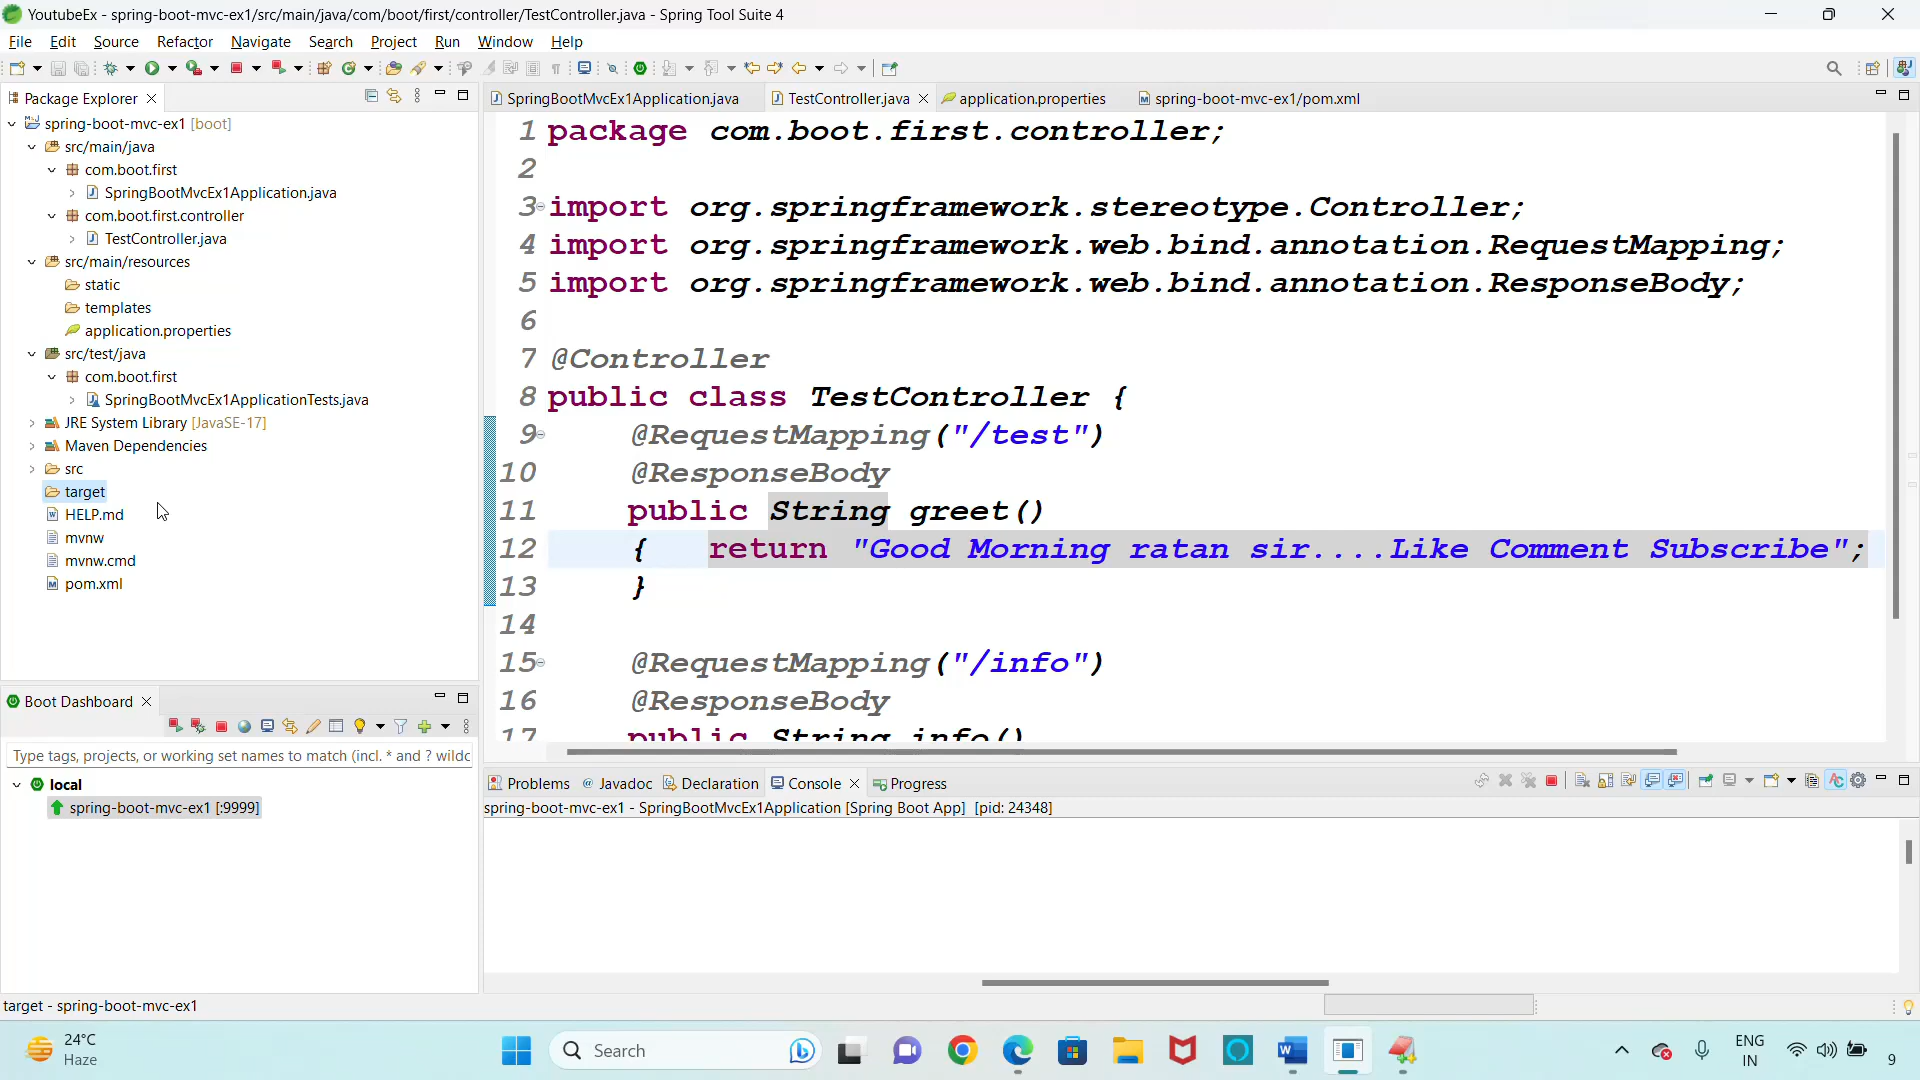 YoutubeEx - spring-boot-mvc-ex1/src/main/java/com/boot/first/controller/TestController.java - Spring Tool Suite 4
File Edit Source Refactor Navigate Search Project Run Window Help
Package Explorer
spring-boot-mvc-ex1 [boot]
src/main/java
com.boot.first
SpringBootMvcEx1Application.java
com.boot.first.controller
TestController.java
src/main/resources
static
templates
application.properties
src/test/java
com.boot.first
SpringBootMvcEx1ApplicationTests.java
JRE System Library [JavaSE-17]
Maven Dependencies
src
target
HELP.md
mvnw
mvnw.cmd
pom.xml
SpringBootMvcEx1Application.java TestController.java application.properties spring-boot-mvc-ex1/pom.xml
1 package com.boot.first.controller;
2
3 import org.springframework.stereotype.Controller;
4 import org.springframework.web.bind.annotation.RequestMapping;
5 import org.springframework.web.bind.annotation.ResponseBody;
6
7 @Controller
8 public class TestController {
9 @RequestMapping("/test")
10 @ResponseBody
11 public String greet()
12 { return "Good Morning ratan sir....Like Comment Subscribe";
13 }
14
15 @RequestMapping("/info")
16 @ResponseBody
17 public String info()
Boot Dashboard
Type tags, projects, or working set names to match (incl. * and ? wildc
local
spring-boot-mvc-ex1 [:9999]
Problems Javadoc Declaration Console Progress
spring-boot-mvc-ex1 - SpringBootMvcEx1Application [Spring Boot App] [pid: 24348]
target - spring-boot-mvc-ex1
24°C
Haze
Search
ENG
IN
9